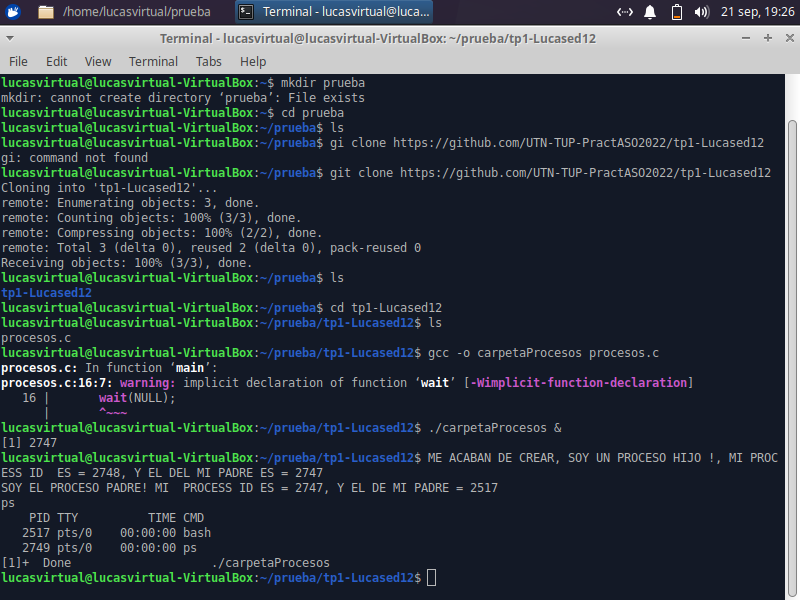 /home/lucasvirtual/prueba
Terminal - lucasvirtual@luca...
21 sep, 19:26
Terminal - lucasvirtual@lucasvirtual-VirtualBox: ~/prueba/tp1-Lucased12
File Edit View Terminal Tabs Help
lucasvirtual@lucasvirtual-VirtualBox:~$ mkdir prueba
mkdir: cannot create directory ‘prueba’: File exists
lucasvirtual@lucasvirtual-VirtualBox:~$ cd prueba
lucasvirtual@lucasvirtual-VirtualBox:~/prueba$ ls
lucasvirtual@lucasvirtual-VirtualBox:~/prueba$ gi clone https://github.com/UTN-TUP-PractASO2022/tp1-Lucased12
gi: command not found
lucasvirtual@lucasvirtual-VirtualBox:~/prueba$ git clone https://github.com/UTN-TUP-PractASO2022/tp1-Lucased12
Cloning into 'tp1-Lucased12'...
remote: Enumerating objects: 3, done.
remote: Counting objects: 100% (3/3), done.
remote: Compressing objects: 100% (2/2), done.
remote: Total 3 (delta 0), reused 2 (delta 0), pack-reused 0
Receiving objects: 100% (3/3), done.
lucasvirtual@lucasvirtual-VirtualBox:~/prueba$ ls
tp1-Lucased12
lucasvirtual@lucasvirtual-VirtualBox:~/prueba$ cd tp1-Lucased12
lucasvirtual@lucasvirtual-VirtualBox:~/prueba/tp1-Lucased12$ ls
procesos.c
lucasvirtual@lucasvirtual-VirtualBox:~/prueba/tp1-Lucased12$ gcc -o carpetaProcesos procesos.c
procesos.c: In function ‘main’:
procesos.c:16:7: warning: implicit declaration of function ‘wait’ [-Wimplicit-function-declaration]
   16 |       wait(NULL);
      |       ^~~~
lucasvirtual@lucasvirtual-VirtualBox:~/prueba/tp1-Lucased12$ ./carpetaProcesos &
[1] 2747
lucasvirtual@lucasvirtual-VirtualBox:~/prueba/tp1-Lucased12$ ME ACABAN DE CREAR, SOY UN PROCESO HIJO !, MI PROC
ESS ID  ES = 2748, Y EL DEL MI PADRE ES = 2747
SOY EL PROCESO PADRE! MI  PROCESS ID ES = 2747, Y EL DE MI PADRE = 2517
ps
    PID TTY          TIME CMD
   2517 pts/0    00:00:00 bash
   2749 pts/0    00:00:00 ps
[1]+  Done                    ./carpetaProcesos
lucasvirtual@lucasvirtual-VirtualBox:~/prueba/tp1-Lucased12$